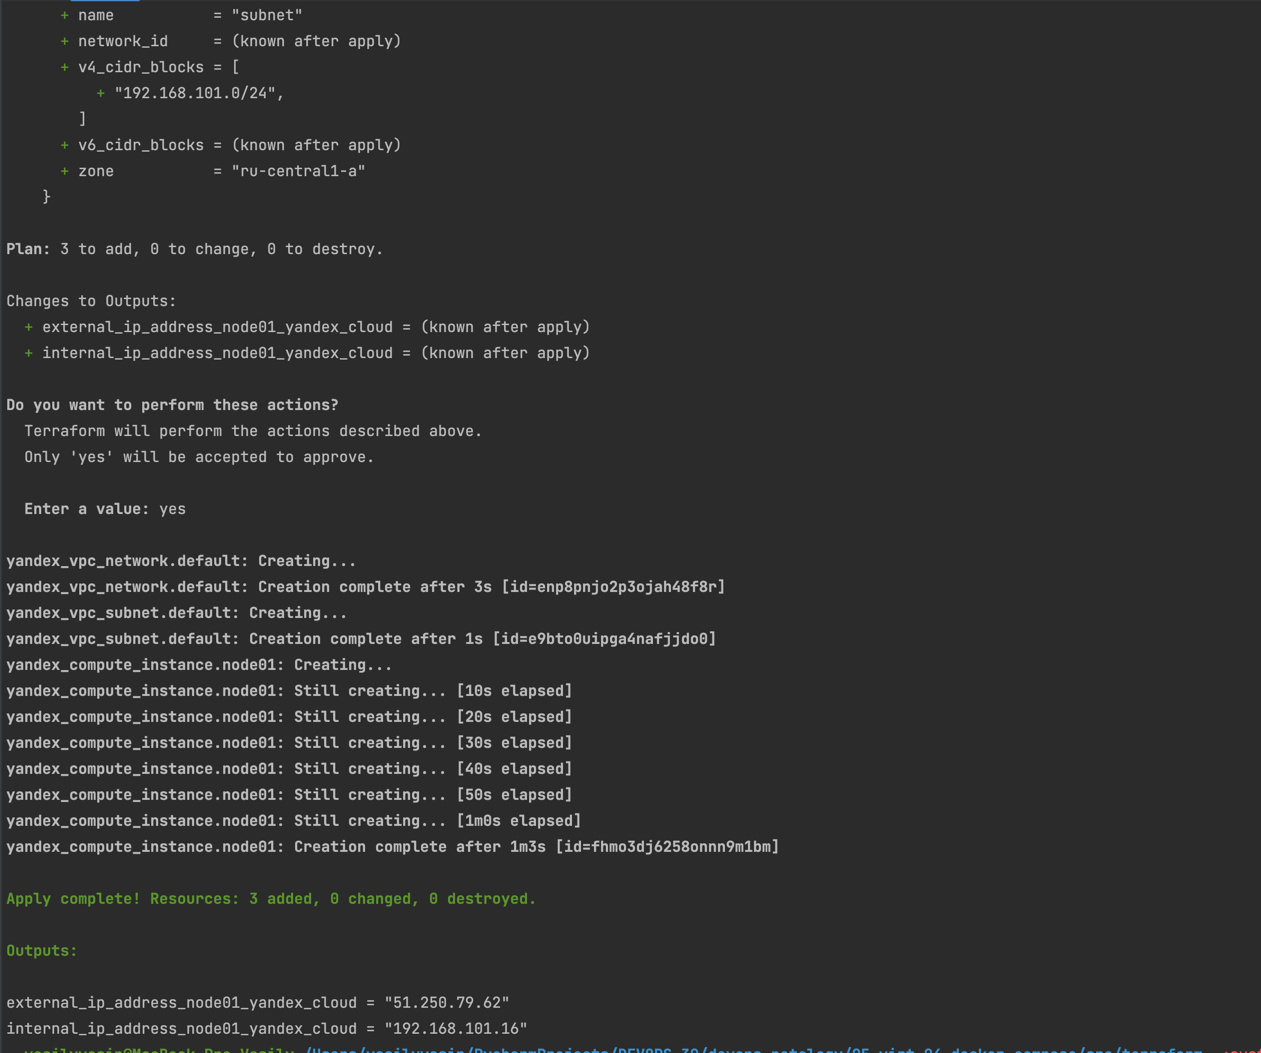 + name           = "subnet"
+ network_id     = (known after apply)
+ v4_cidr_blocks = [
+ "192.168.101.0/24",
]
+ v6_cidr_blocks = (known after apply)
+ zone           = "ru-central1-a"
}
Plan: 3 to add, 0 to change, 0 to destroy.
Changes to Outputs:
+ external_ip_address_node01_yandex_cloud = (known after apply)
+ internal_ip_address_node01_yandex_cloud = (known after apply)
Do you want to perform these actions?
Terraform will perform the actions described above.
Only 'yes' will be accepted to approve.
Enter a value: yes
yandex_vpc_network.default: Creating...
yandex_vpc_network.default: Creation complete after 3s [id=enp8pnjo2p3ojah48f8r]
yandex_vpc_subnet.default: Creating...
yandex_vpc_subnet.default: Creation complete after 1s [id=e9bto0uipga4nafjjdo0]
yandex_compute_instance.node01: Creating...
yandex_compute_instance.node01: Still creating... [10s elapsed]
yandex_compute_instance.node01: Still creating... [20s elapsed]
yandex_compute_instance.node01: Still creating... [30s elapsed]
yandex_compute_instance.node01: Still creating... [40s elapsed]
yandex_compute_instance.node01: Still creating... [50s elapsed]
yandex_compute_instance.node01: Still creating... [1m0s elapsed]
yandex_compute_instance.node01: Creation complete after 1m3s [id=fhmo3dj6258onnn9m1bm]
Apply complete! Resources: 3 added, 0 changed, 0 destroyed.
Outputs:
external_ip_address_node01_yandex_cloud = "51.250.79.62"
internal_ip_address_node01_yandex_cloud = "192.168.101.16"